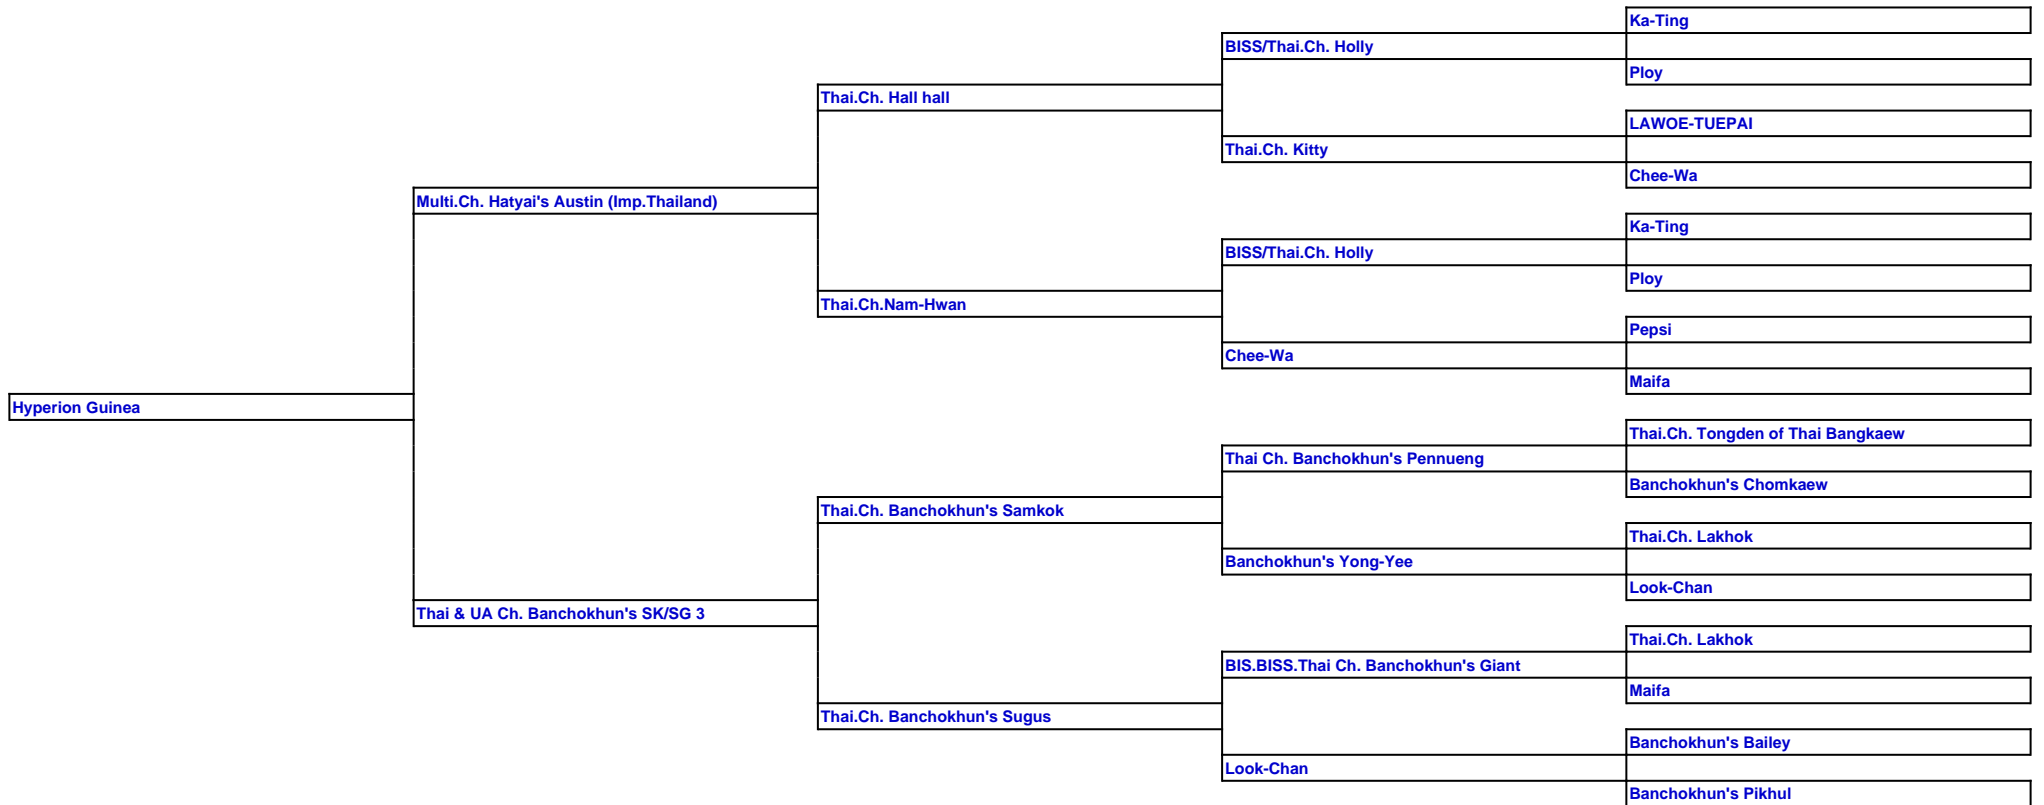 Ka-Ting
BISS/Thai.Ch. Holly
Ploy
Thai.Ch. Hall hall
LAWOE-TUEPAI
Thai.Ch. Kitty
Chee-Wa
Multi.Ch. Hatyai's Austin (Imp.Thailand)
Ka-Ting
BISS/Thai.Ch. Holly
Ploy
Thai.Ch.Nam-Hwan
Pepsi
Chee-Wa
Maifa
Hyperion Guinea
Thai.Ch. Tongden of Thai Bangkaew
Thai Ch. Banchokhun's Pennueng
Banchokhun's Chomkaew
Thai.Ch. Banchokhun's Samkok
Thai.Ch. Lakhok
Banchokhun's Yong-Yee
Look-Chan
Thai & UA Ch. Banchokhun's SK/SG 3
Thai.Ch. Lakhok
BIS.BISS.Thai Ch. Banchokhun's Giant
Maifa
Thai.Ch. Banchokhun's Sugus
Banchokhun's Bailey
Look-Chan
Banchokhun's Pikhul